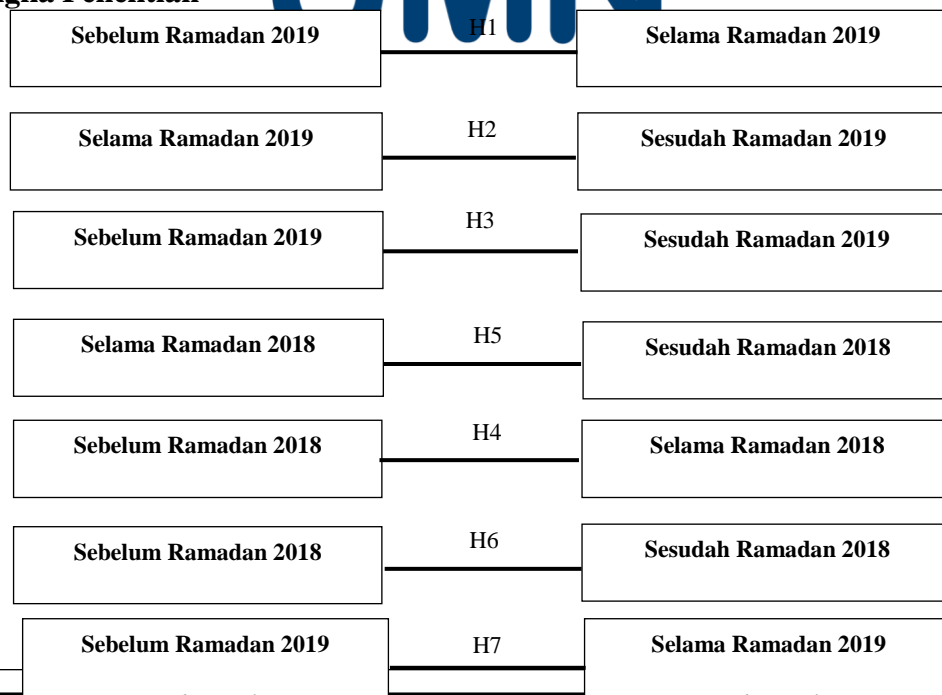 Sebelum Ramadan 2019 H1 Selama Ramadan 2019
Selama Ramadan 2019 H2 Sesudah Ramadan 2019
Sebelum Ramadan 2019 H3 Sesudah Ramadan 2019
Selama Ramadan 2018 H5 Sesudah Ramadan 2018
Sebelum Ramadan 2018 H4 Selama Ramadan 2018
Sebelum Ramadan 2018 H6 Sesudah Ramadan 2018
Sebelum Ramadan 2019 H7 Selama Ramadan 2019